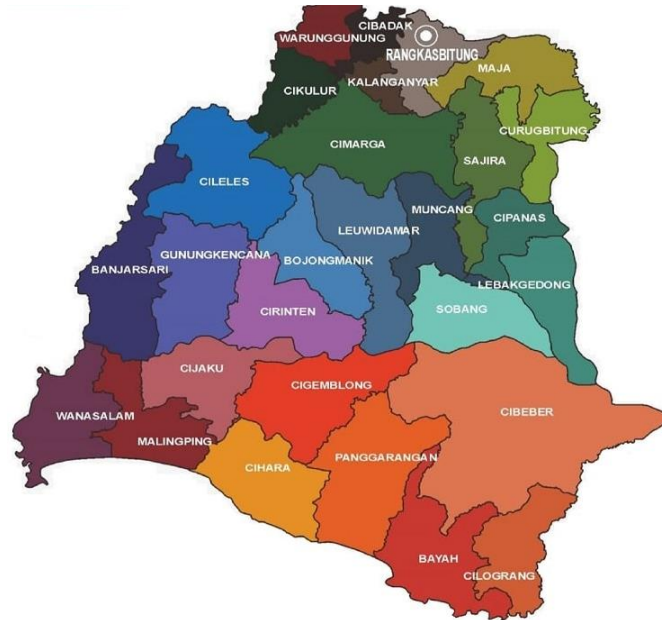 CIBADAK
WARUNGGUNUNG
RANGKASBITUNG
MAJA
KALANGANYAR
CIKULUR
CURUGBITUNG
CIMARGA
SAJIRA
CILELES
MUNCANG
CIPANAS
LEUWIDAMAR
GUNUNGKENCANA
BOJONGMANIK
BANJARSARI
LEBAKGEDONG
CIRINTEN
SOBANG
CIJAKU
CIGEMBLONG
CIBEBER
WANASALAM
MALINGPING
PANGGARANGAN
CIHARA
BAYAH
CILOGRANG